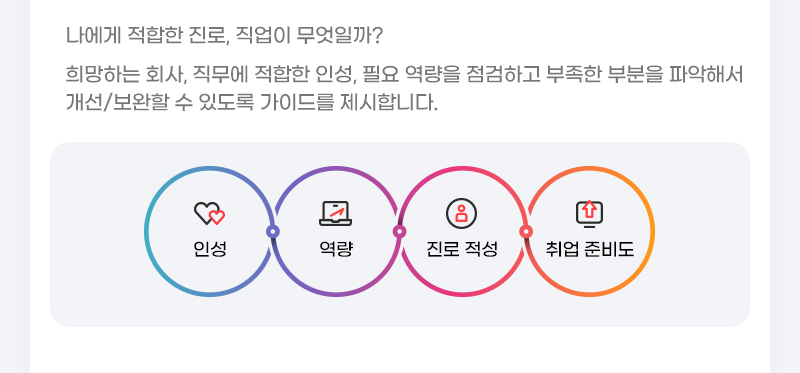 나에게 적합한 진로, 직업이 무엇일까?
희망하는 회사, 직무에 적합한 인성, 필요 역량을 점검하고 부족한 부분을 파악해서
개선/보완할 수 있도록 가이드를 제시합니다.
인성
역량
진로 적성
취업 준비도